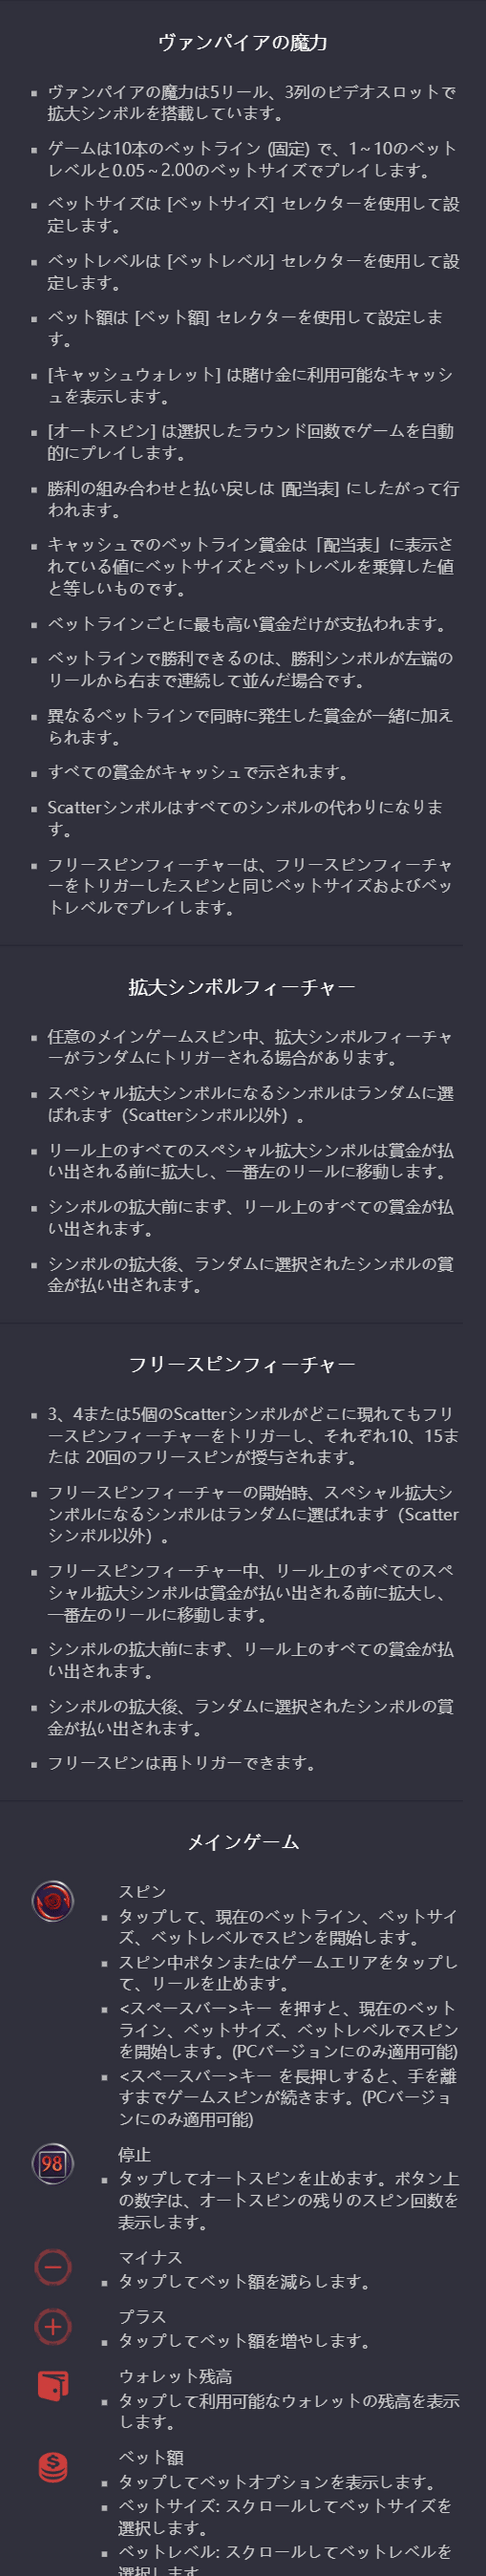 ヴァンパイアの魔力
ヴァンパイアの魔力は5リール、3列のビデオスロットで
拡大シンボルを搭載しています。
ゲームは10本のベットライン (固定) で、1～10のベット
レベルと0.05～2.00のベットサイズでプレイします。
ベットサイズは [ベットサイズ] セレクターを使用して設
定します。
ベットレベルは [ベットレベル] セレクターを使用して設
定します。
ベット額は [ベット額] セレクターを使用して設定しま
す。
[キャッシュウォレット] は賭け金に利用可能なキャッシ
ュを表示します。
[オートスピン] は選択したラウンド回数でゲームを自動
的にプレイします。
勝利の組み合わせと払い戻しは [配当表] にしたがって行
われます。
キャッシュでのベットライン賞金は「配当表」に表示さ
れている値にベットサイズとベットレベルを乗算した値
と等しいものです。
ベットラインごとに最も高い賞金だけが支払われます。
ベットラインで勝利できるのは、勝利シンボルが左端の
リールから右まで連続して並んだ場合です。
異なるベットラインで同時に発生した賞金が一緒に加え
られます。
すべての賞金がキャッシュで示されます。
Scatterシンボルはすべてのシンボルの代わりになりま
す。
フリースピンフィーチャーは、フリースピンフィーチャ
ーをトリガーしたスピンと同じベットサイズおよびベッ
トレベルでプレイします。
拡大シンボルフィーチャー
任意のメインゲームスピン中、拡大シンボルフィーチャ
ーがランダムにトリガーされる場合があります。
スペシャル拡大シンボルになるシンボルはランダムに選
ばれます（Scatterシンボル以外）。
リール上のすべてのスペシャル拡大シンボルは賞金が払
い出される前に拡大し、一番左のリールに移動します。
シンボルの拡大前にまず、リール上のすべての賞金が払
い出されます。
シンボルの拡大後、ランダムに選択されたシンボルの賞
金が払い出されます。
フリースピンフィーチャー
3、4または5個のScatterシンボルがどこに現れてもフリ
ースピンフィーチャーをトリガーし、それぞれ10、15ま
たは 20回のフリースピンが授与されます。
フリースピンフィーチャーの開始時、スペシャル拡大シ
ンボルになるシンボルはランダムに選ばれます（Scatter
シンボル以外）。
フリースピンフィーチャー中、リール上のすべてのスペ
シャル拡大シンボルは賞金が払い出される前に拡大し、
一番左のリールに移動します。
シンボルの拡大前にまず、リール上のすべての賞金が払
い出されます。
シンボルの拡大後、ランダムに選択されたシンボルの賞
金が払い出されます。
フリースピンは再トリガーできます。
メインゲーム
スピン
タップして、現在のベットライン、ベットサイ
ズ、ベットレベルでスピンを開始します。
スピン中ボタンまたはゲームエリアをタップし
て、リールを止めます。
<スペースバー>キー を押すと、現在のベット
ライン、ベットサイズ、ベットレベルでスピン
を開始します。(PCバージョンにのみ適用可能)
<スペースバー>キー を長押しすると、手を離
すまでゲームスピンが続きます。(PCバージョ
ンにのみ適用可能)
98
停止
タップしてオートスピンを止めます。ボタン上
の数字は、オートスピンの残りのスピン回数を
表示します。
マイナス
タップしてベット額を減らします。
プラス
タップしてベット額を増やします。
ウォレット残高
タップして利用可能なウォレットの残高を表示
します。
ベット額
タップしてベットオプションを表示します。
ベットサイズ: スクロールしてベットサイズを
選択します。
ベットレベル: スクロールしてベットレベルを
選択します